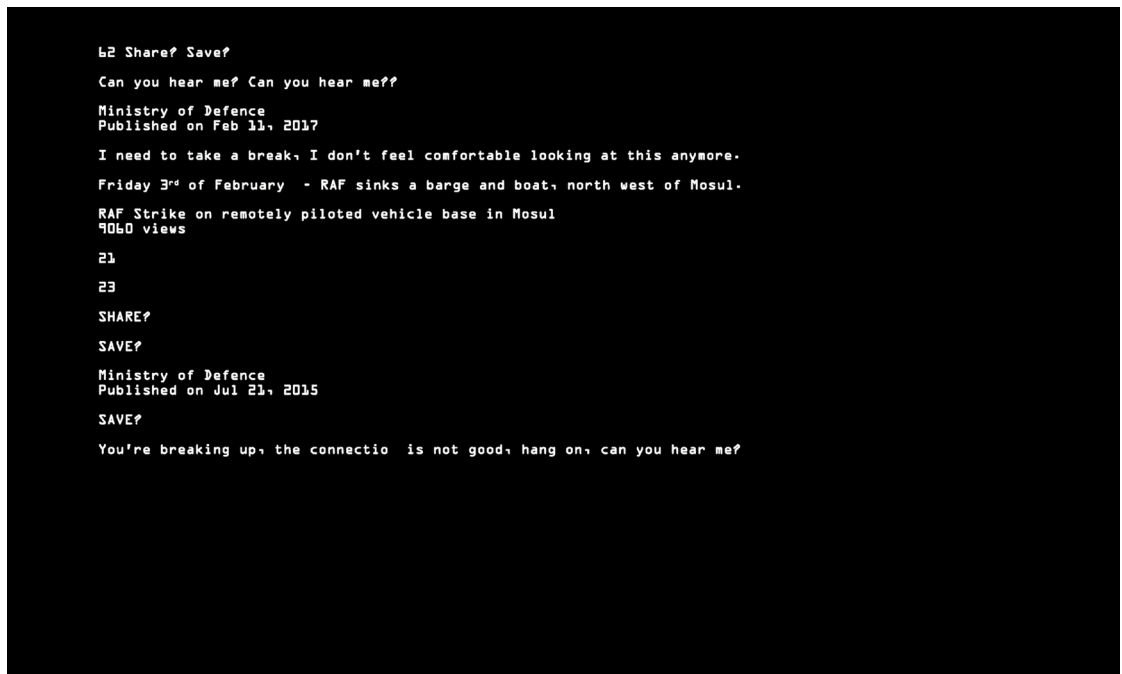 62 Share? Save?
Can you hear me? Can you hear me??
Ministry of Defence
Published on Feb 11, 2017
I need to take a break, I don't feel comfortable looking at this anymore.
Friday 3rd of February - RAF sinks a barge and boat, north west of Mosul.
RAF Strike on remotely piloted vehicle base in Mosul
9060 views
21
23
SHARE?
SAVE?
Ministry of Defence
Published on Jul 21, 2015
SAVE?
You're breaking up, the connectio is not good, hang on, can you hear me?